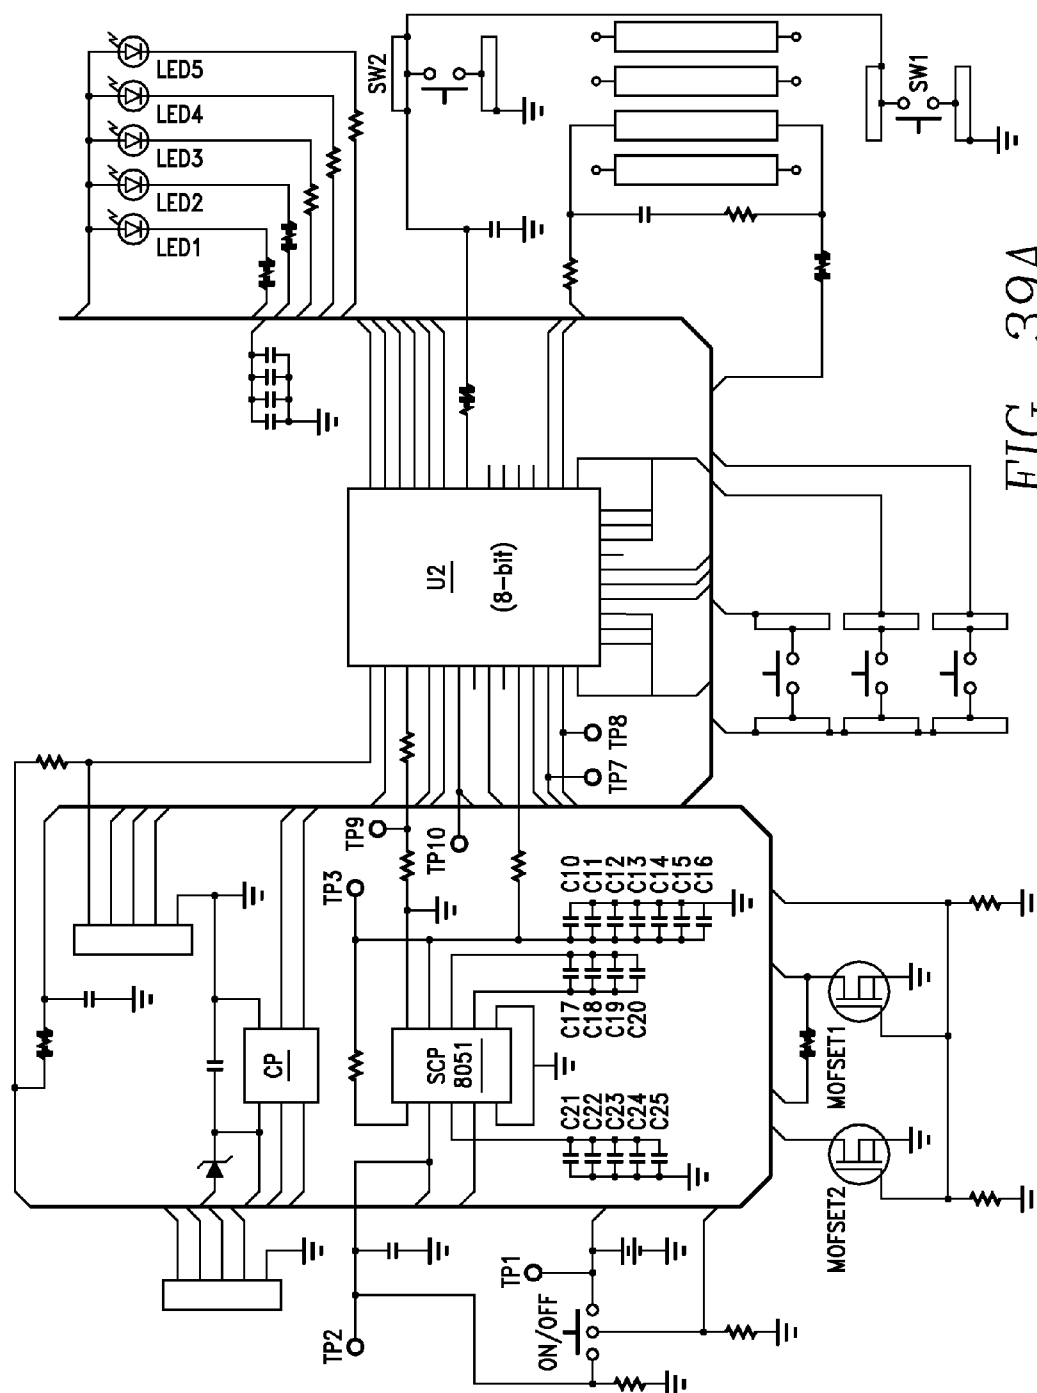 LED5
LED4
LED3
LED2
LED1
SW2
SW1
FIG. 39A
U2
(8-bit)
TP8
TP7
TP9
TP10
TP3
C10
C11
C12
C13
C14
C15
C16
C17
C18
C19
C20
CP
SCP
8051
C21
C22
C23
C24
C25
MOFSET1
MOFSET2
TP1
TP2
ON/OFF